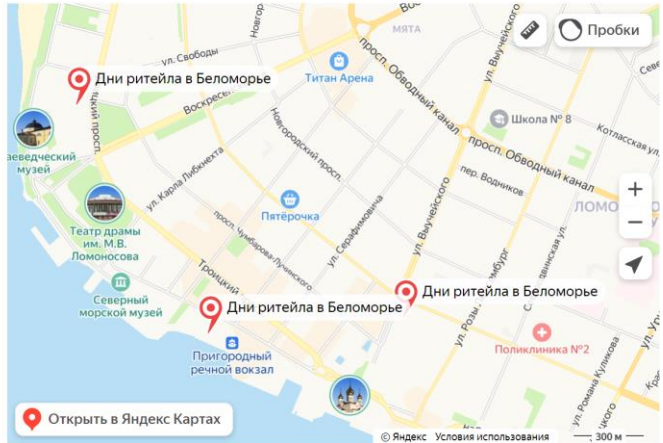 МЯТА
Пробки
ул. Свободы
Титан Арена
Дни ритейла в Беломорье
просп. Обводный канал
ул. Выучейского
Школа № 8
Котласская ул.
просп. Обводный канал
Новгородский просп.
музей
ул. Карла Либкнехта
пер. Водников
Пятёрочка
ул. Серафимовича
Театр драмы
им. М.В.
Ломоносова
просп. Чумбарова-Лучинского
ул. Выучейского
Троицкий
Северный
морской музей
Дни ритейла в Беломорье
Дни ритейла в Беломорье
Пригородный
речной вокзал
Поликлиника №2
ул. Романа Куликова
Открыть в Яндекс Картах
© Яндекс Условия использования
300 м